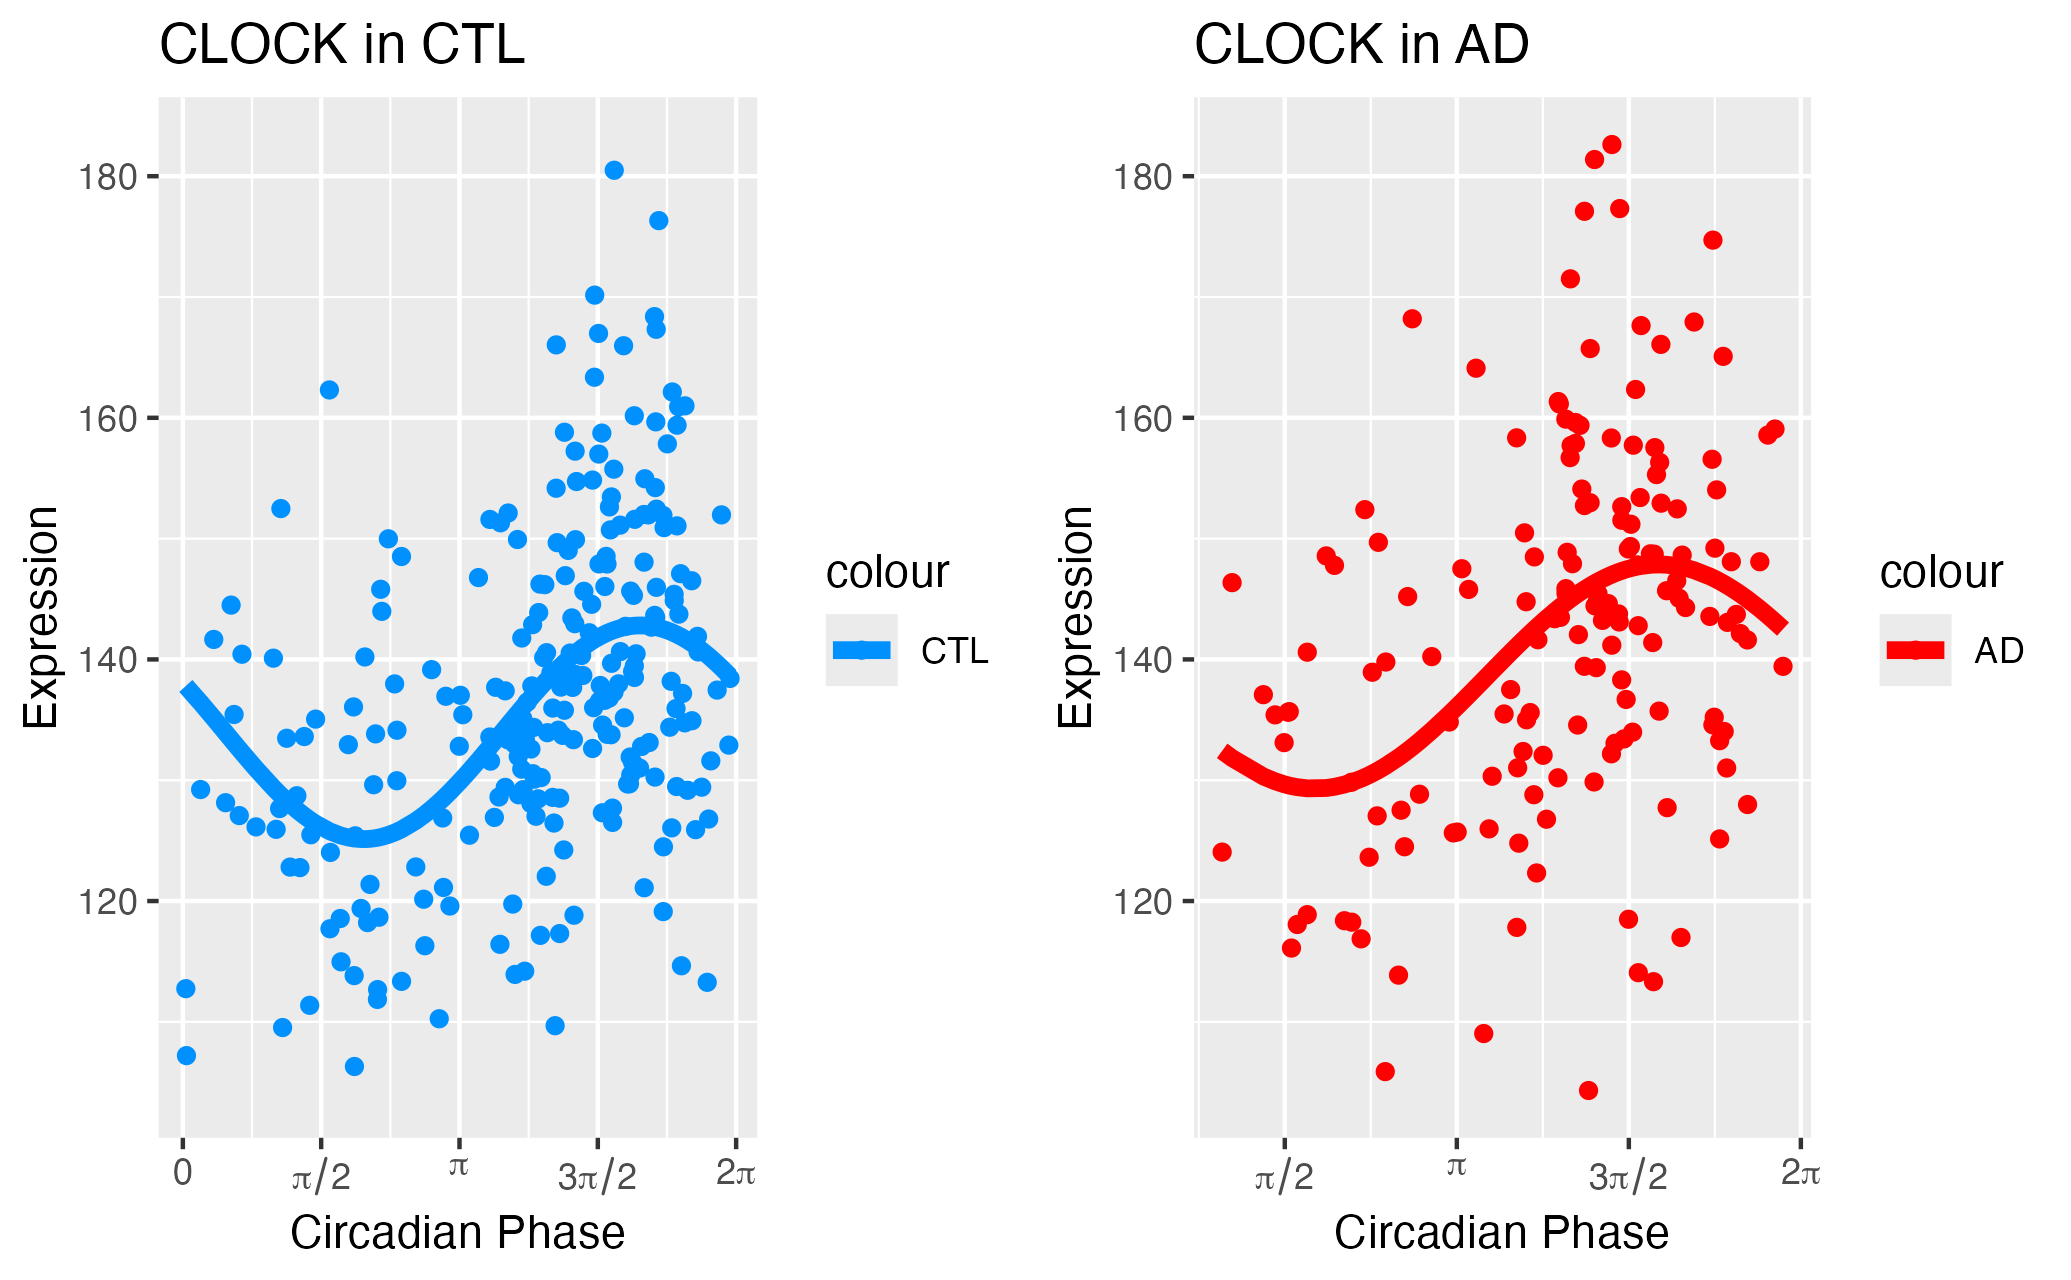 CLOCK in CTL
Expression
180
160
140
120
0
π/2
π
3π/2
2π
Circadian Phase
colour
CTL
CLOCK in AD
Expression
180
160
140
120
π/2
π
3π/2
2π
Circadian Phase
colour
AD